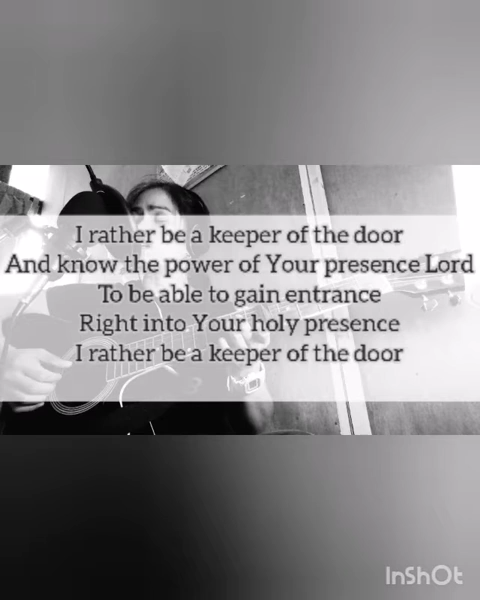 I rather be a keeper of the door
And know the power of Your presence Lord
To be able to gain entrance
Right into Your holy presence
I rather be a keeper of the door
InShOt